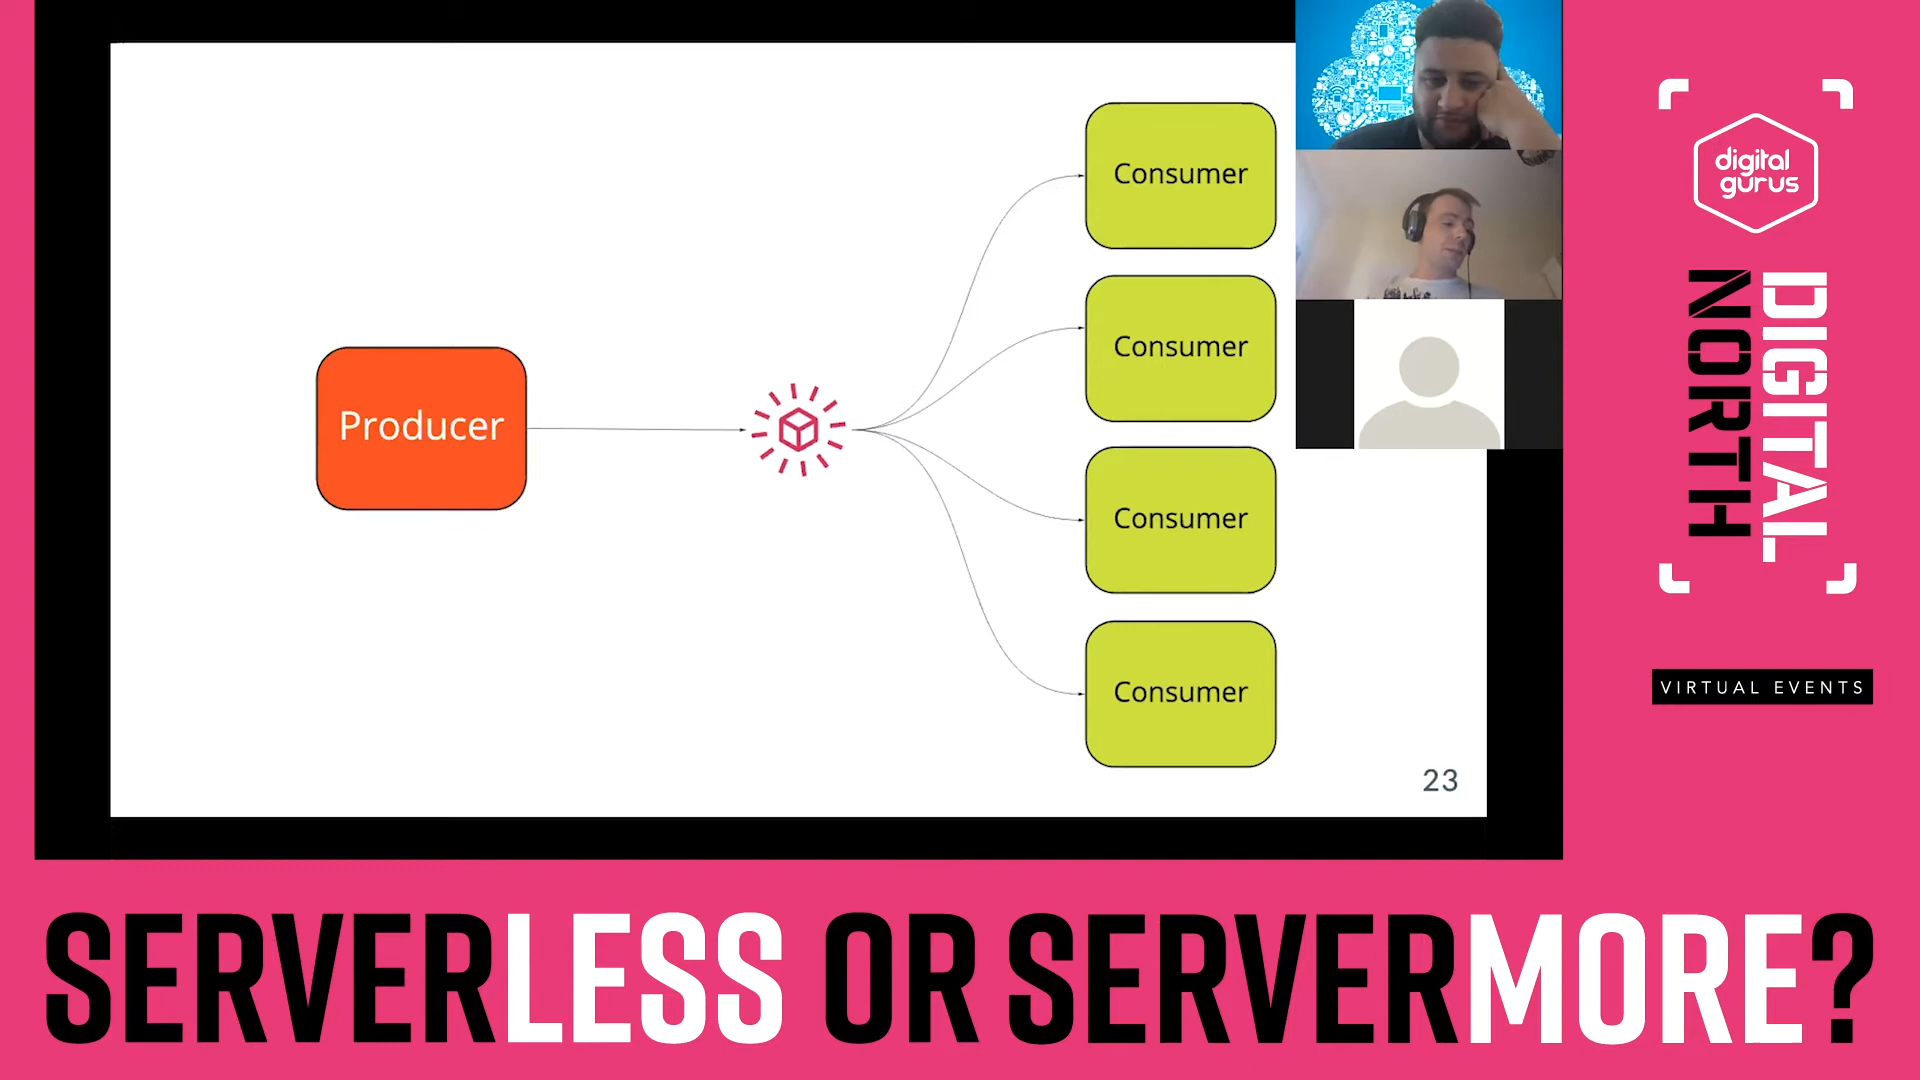 Consumer
Consumer
Producer
Consumer
Consumer
23
digital
gurus
DIGITAL
NORTH
VIRTUAL EVENTS
SERVERLESS OR SERVERMORE?